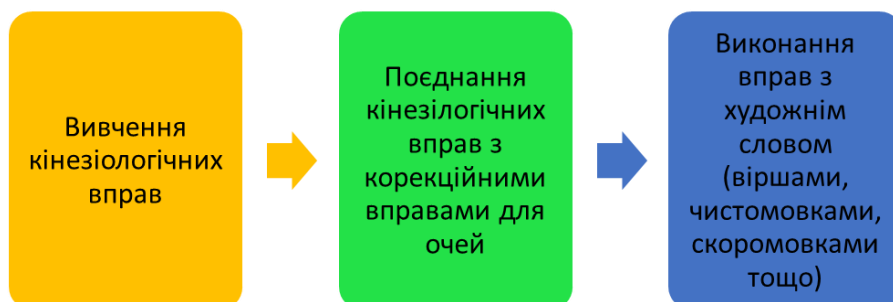 Вивчення
кінезіологічних
вправ
Поєднання
кінезілогічних
вправ з
корекційними
вправами для
очей
Виконання
вправ з
художнім
словом
(віршами,
чистомовками,
скоромовками
тощо)